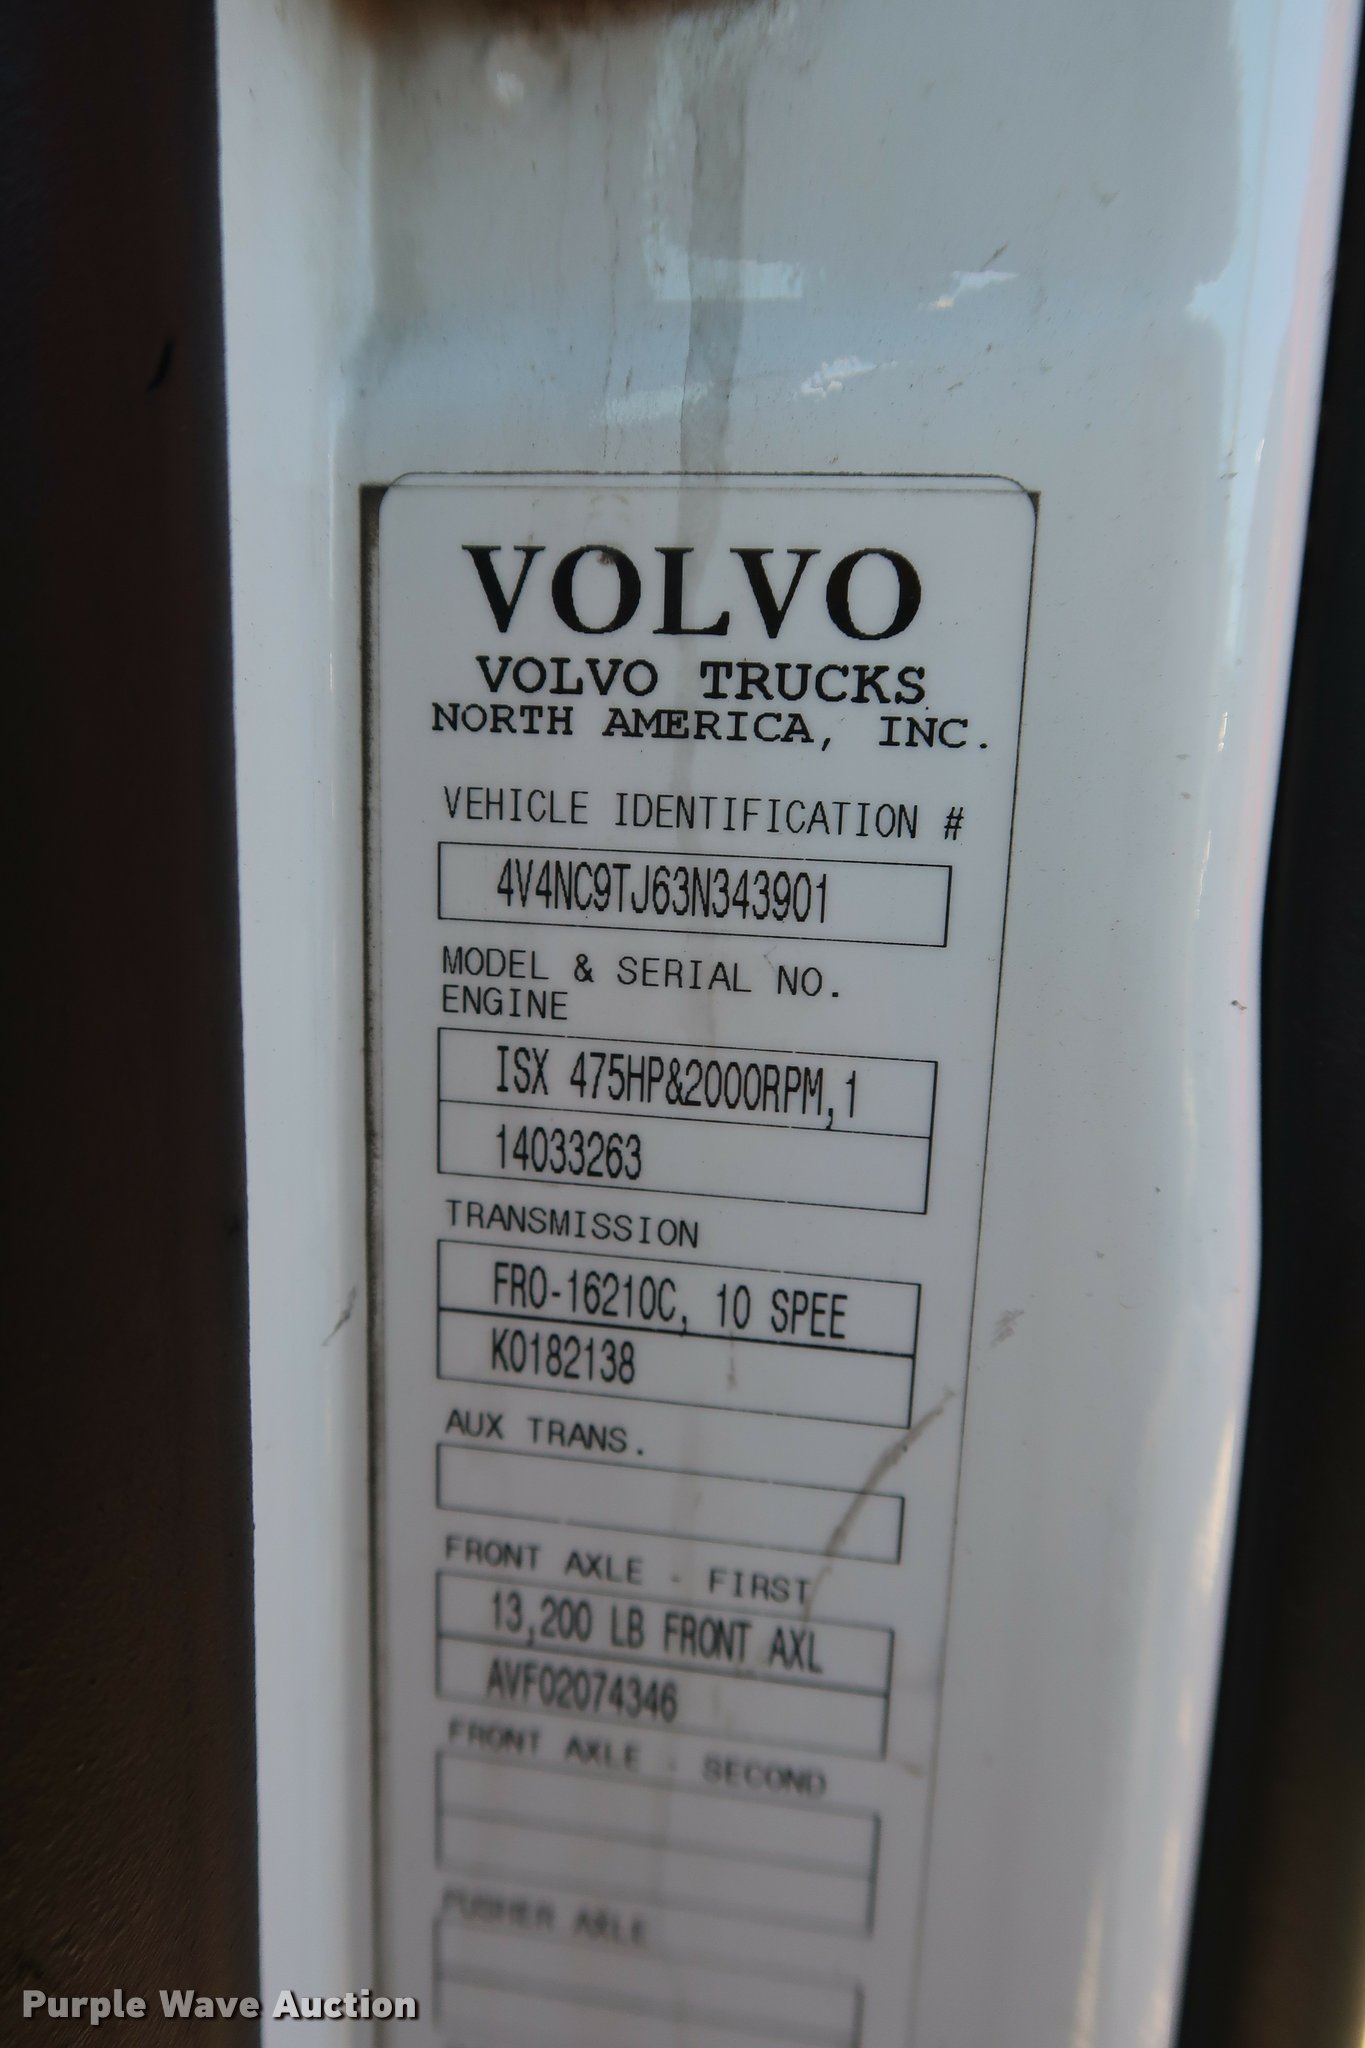 VOLVO
VOLVO TRUCKS
NORTH AMERICA, INC.
VEHICLE IDENTIFICATION #
4V4NC9TJ63N343901
MODEL & SERIAL NO.
ENGINE
ISX 475HP&2000RPM,1
14033263
TRANSMISSION
FRO-16210C, 10 SPEE
K0182138
AUX TRANS.
FRONT AXLE - FIRST
13,200 LB FRONT AXL
AVF02074346
FRONT AXLE - SECOND
PUSHER AXLE
Purple Wave Auction